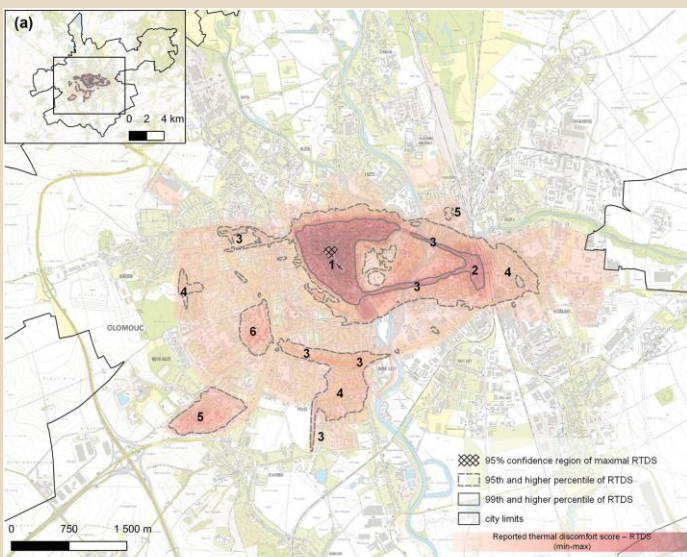 (a)
0 2 4 km
5
3
3
1
2
4
4
3
OLOMOUC
6
3
3
4
5
3
95% confidence region of maximal RTDS
95th and higher percentile of RTDS
99th and higher percentile of RTDS
city limits
Reported thermal discomfort score – RTDS
(min-max)
0 750 1 500 m